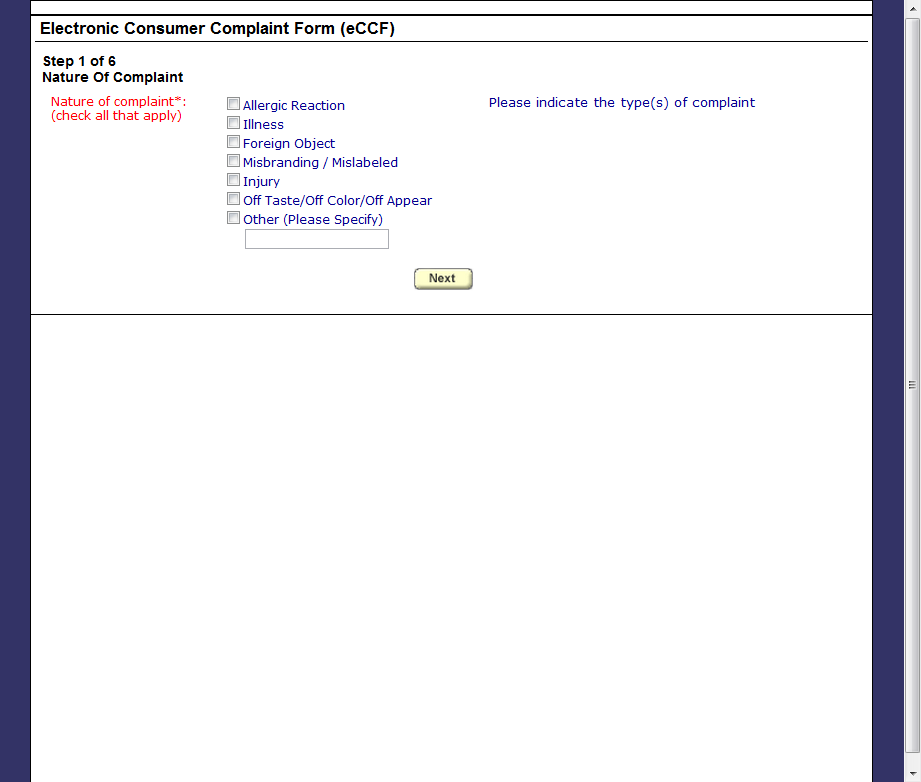 Electronic Consumer Complaint Form (eCCF)
Step 1 of 6
Nature Of Complaint
Nature of complaint*:
(check all that apply)
Allergic Reaction
Illness
Foreign Object
Misbranding / Mislabeled
Injury
Off Taste/Off Color/Off Appear
Other (Please Specify)
Please indicate the type(s) of complaint
Next